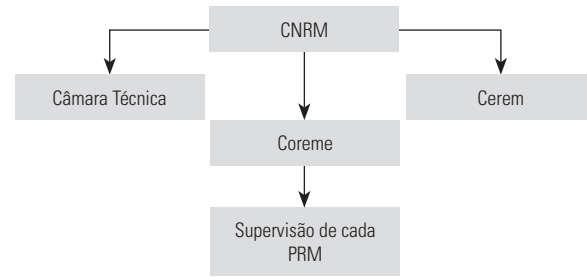 CNRM
Câmara Técnica
Cerem
Coreme
Supervisão de cada
PRM